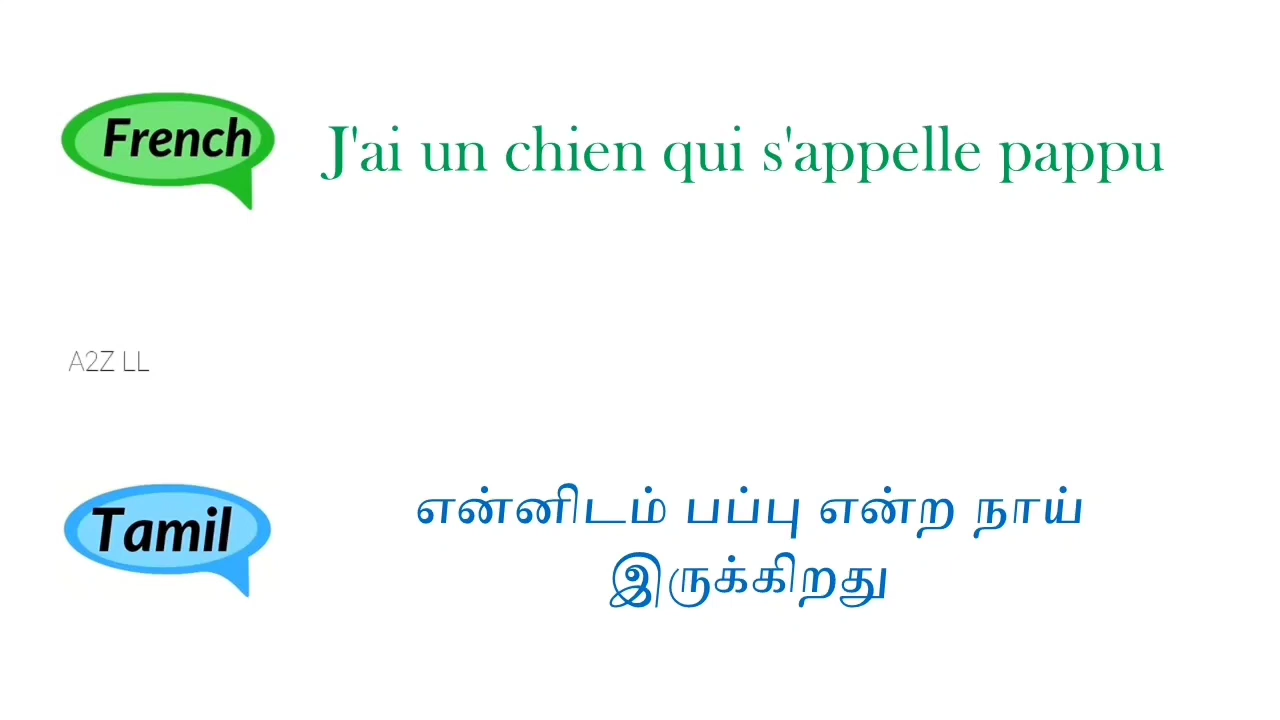 French
J'ai un chien qui s'appelle pappu
A2Z LL
Tamil
என்னிடம் பப்பு என்ற நாய்
இருக்கிறது